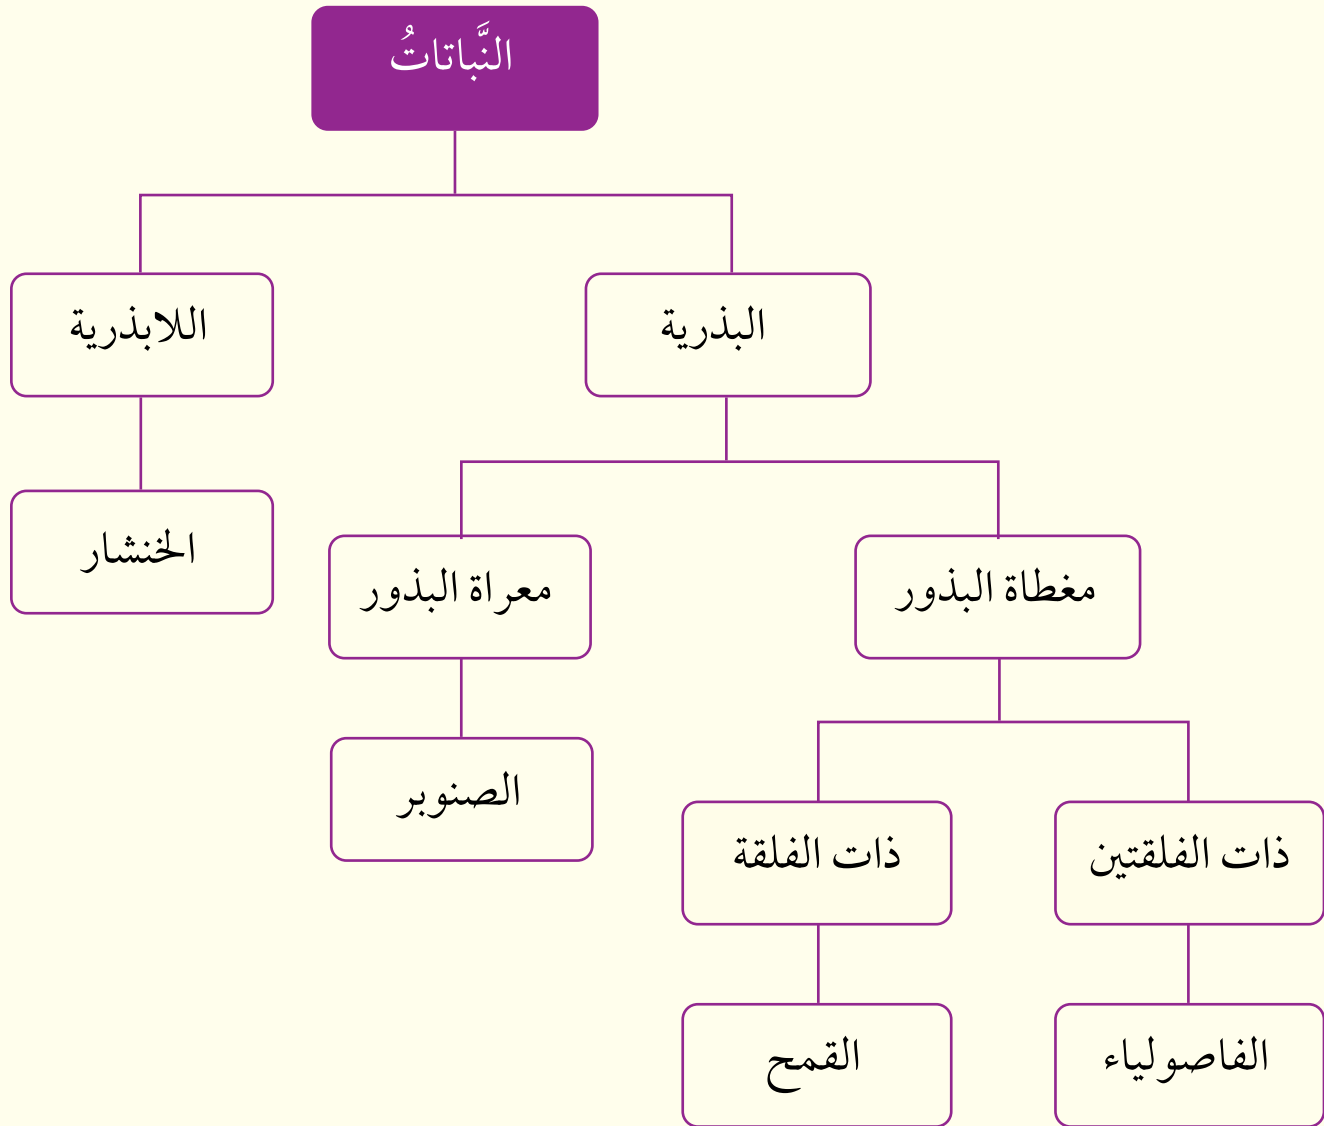 النَّباتاتُ
البذرية
اللابذرية
الخنشار
مغطاة البذور
معراة البذور
الصنوبر
ذات الفلقتين
ذات الفلقة
الفاصولياء
القمح